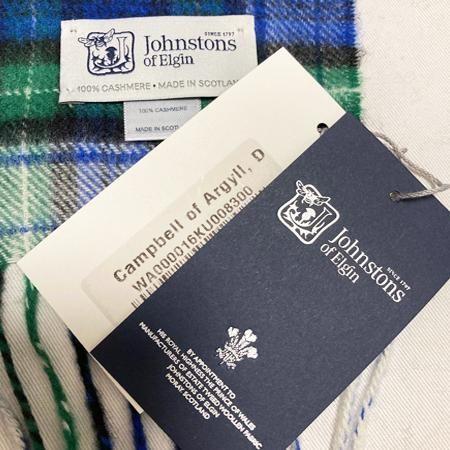 SINCE 1797
Johnstons
of Elgin
100% CASHMERE • MADE IN SCOTLAND
100% CASHMERE
MADE IN SCOT
Campbell of Argyll, D
WA000016KU008300
Johnstons
of Elgin
SINCE 1797
BY APPOINTMENT TO
HIS ROYAL HIGHNESS THE PRINCE OF WALES
MANUFACTURERS OF ESTATE TWEED WOOLLEN FABRIC
JOHNSTONS OF ELGIN
MORAY SCOTLAND